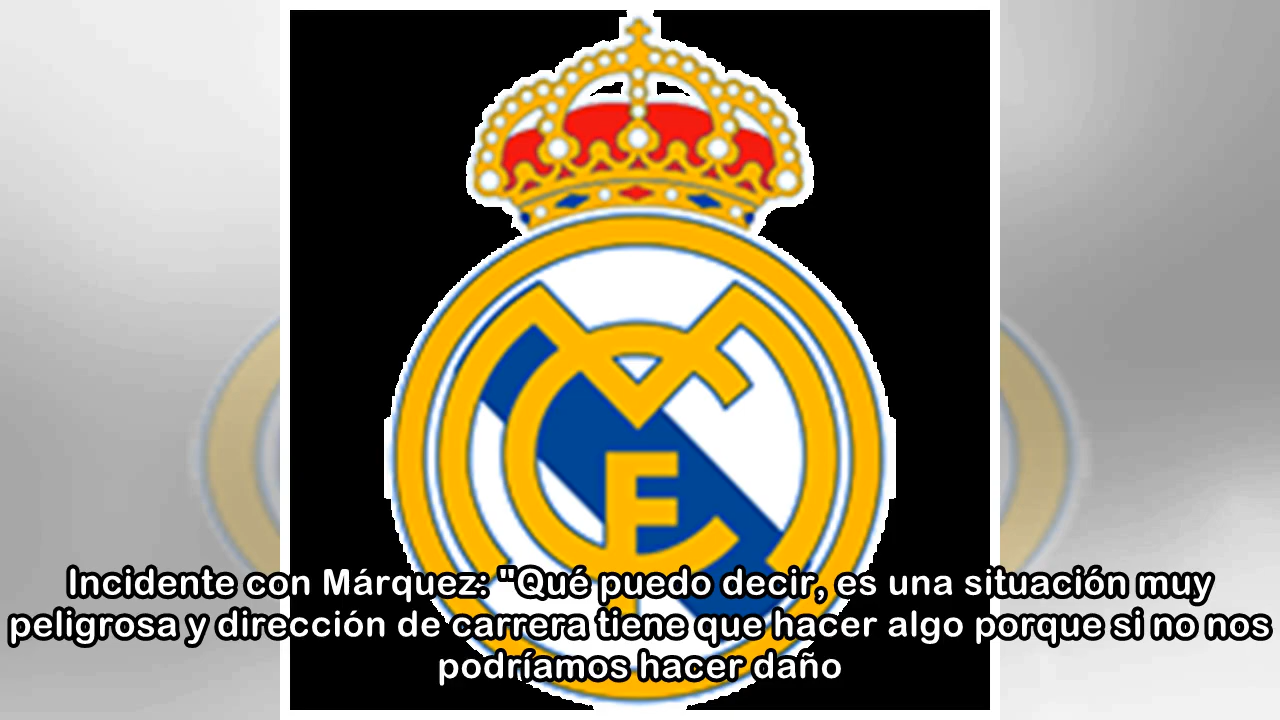 Incidente con Márquez: "Qué puedo decir, es una situación muy
peligrosa y dirección de carrera tiene que hacer algo porque si no nos
podríamos hacer daño